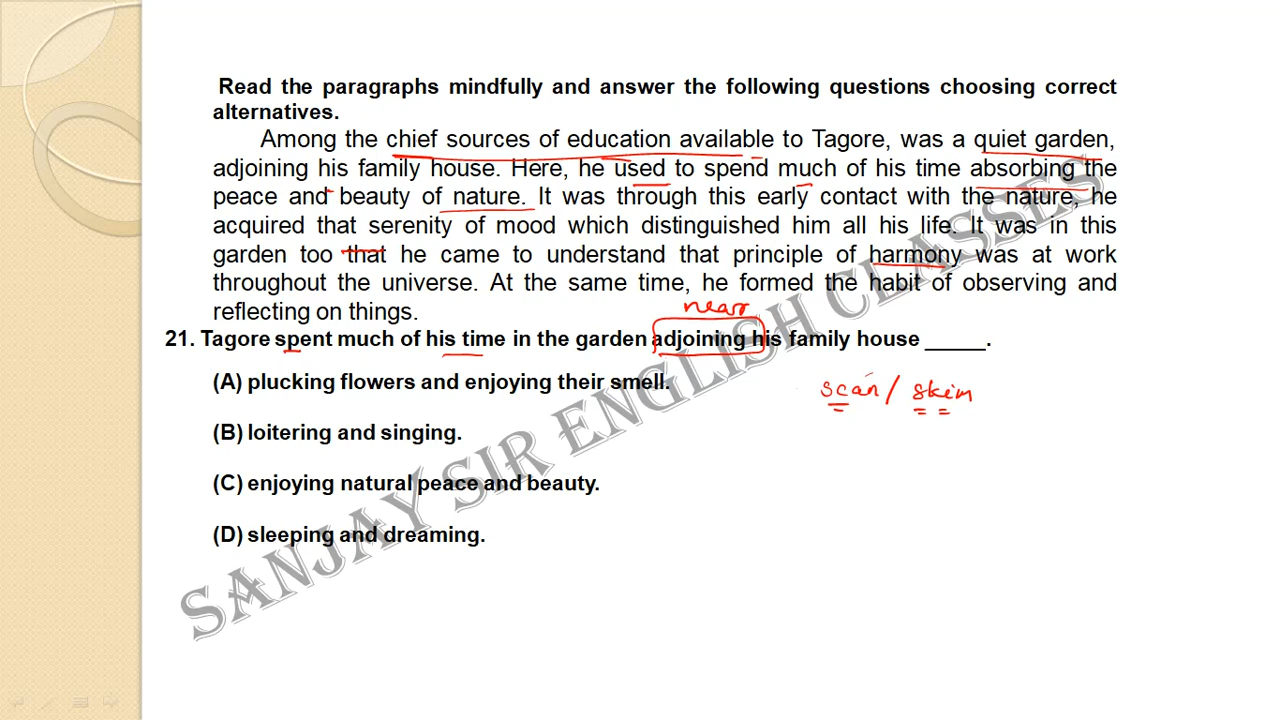 Read the paragraphs mindfully and answer the following questions choosing correct
alternatives.
Among the chief sources of education available to Tagore, was a quiet garden,
adjoining his family house. Here, he used to spend much of his time absorbing the
peace and beauty of nature. It was through this early contact with the nature, he
acquired that serenity of mood which distinguished him all his life. It was in this
garden too that he came to understand that principle of harmony was at work
throughout the universe. At the same time, he formed the habit of observing and
reflecting on things.
near
21. Tagore spent much of his time in the garden adjoining his family house _____.
(A) plucking flowers and enjoying their smell.
scan / skim
(B) loitering and singing.
(C) enjoying natural peace and beauty.
(D) sleeping and dreaming.
SANJAY SIR ENGLISH CLASSES